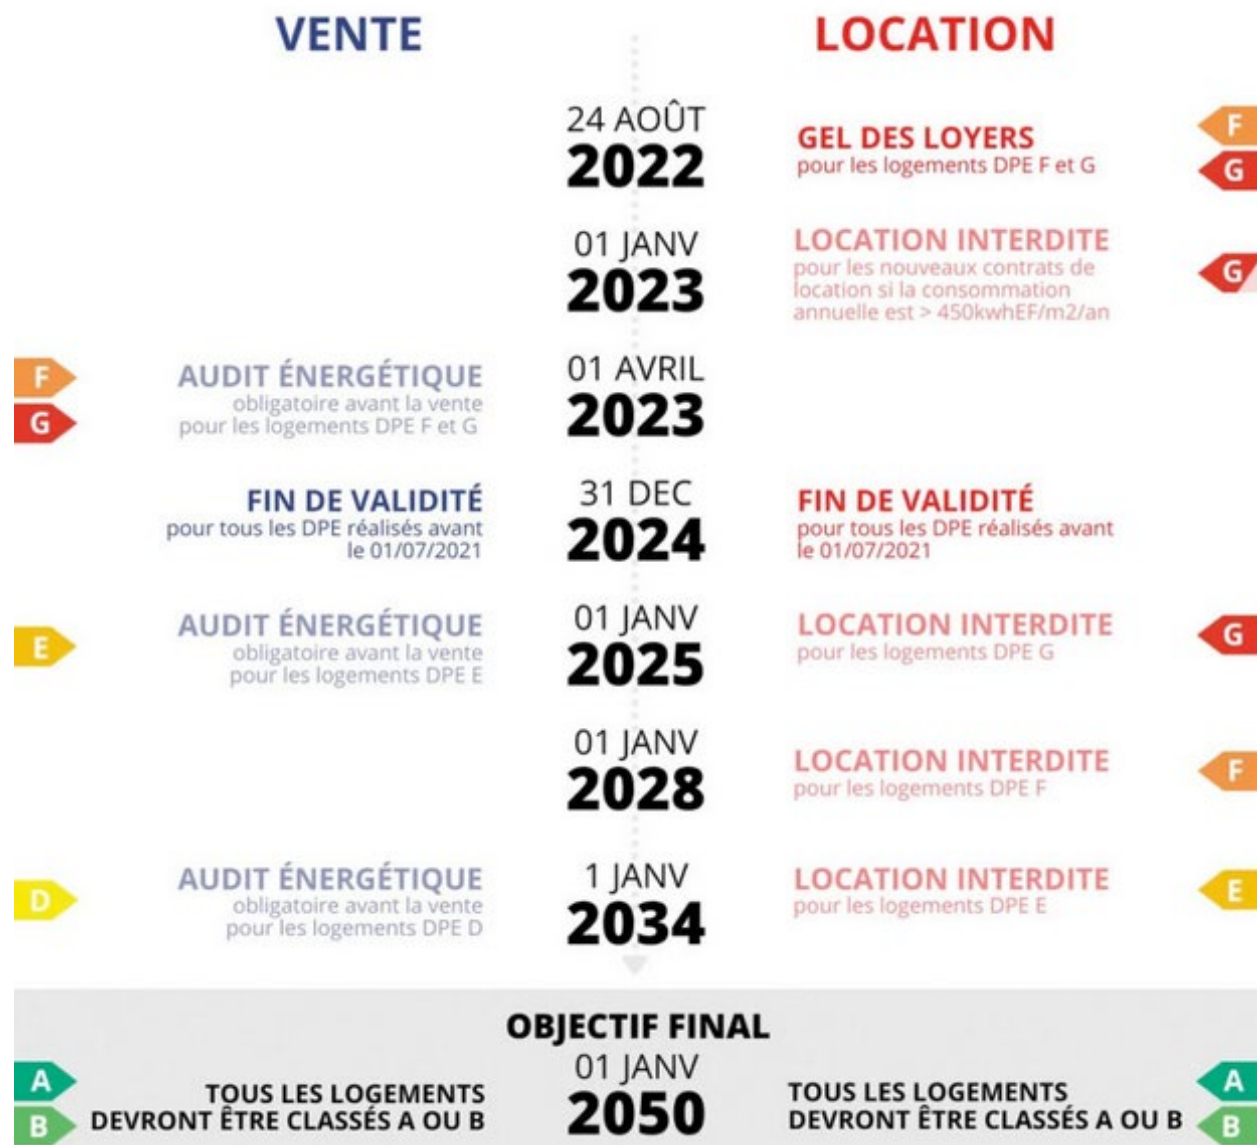 VENTE
LOCATION
24 AOÛT
2022
GEL DES LOYERS
pour les logements DPE F et G
F
G
01 JANV
2023
LOCATION INTERDITE
pour les nouveaux contrats de
location si la consommation
annuelle est > 450kwhEF/m2/an
G
F
G
AUDIT ÉNERGÉTIQUE
obligatoire avant la vente
pour les logements DPE F et G
01 AVRIL
2023
FIN DE VALIDITÉ
pour tous les DPE réalisés avant
le 01/07/2021
31 DEC
2024
FIN DE VALIDITÉ
pour tous les DPE réalisés avant
le 01/07/2021
E
AUDIT ÉNERGÉTIQUE
obligatoire avant la vente
pour les logements DPE E
01 JANV
2025
LOCATION INTERDITE
pour les logements DPE G
G
01 JANV
2028
LOCATION INTERDITE
pour les logements DPE F
F
D
AUDIT ÉNERGÉTIQUE
obligatoire avant la vente
pour les logements DPE D
1 JANV
2034
LOCATION INTERDITE
pour les logements DPE E
E
OBJECTIF FINAL
01 JANV
2050
A
B
TOUS LES LOGEMENTS
DEVRONT ÊTRE CLASSÉS A OU B
TOUS LES LOGEMENTS
DEVRONT ÊTRE CLASSÉS A OU B
A
B